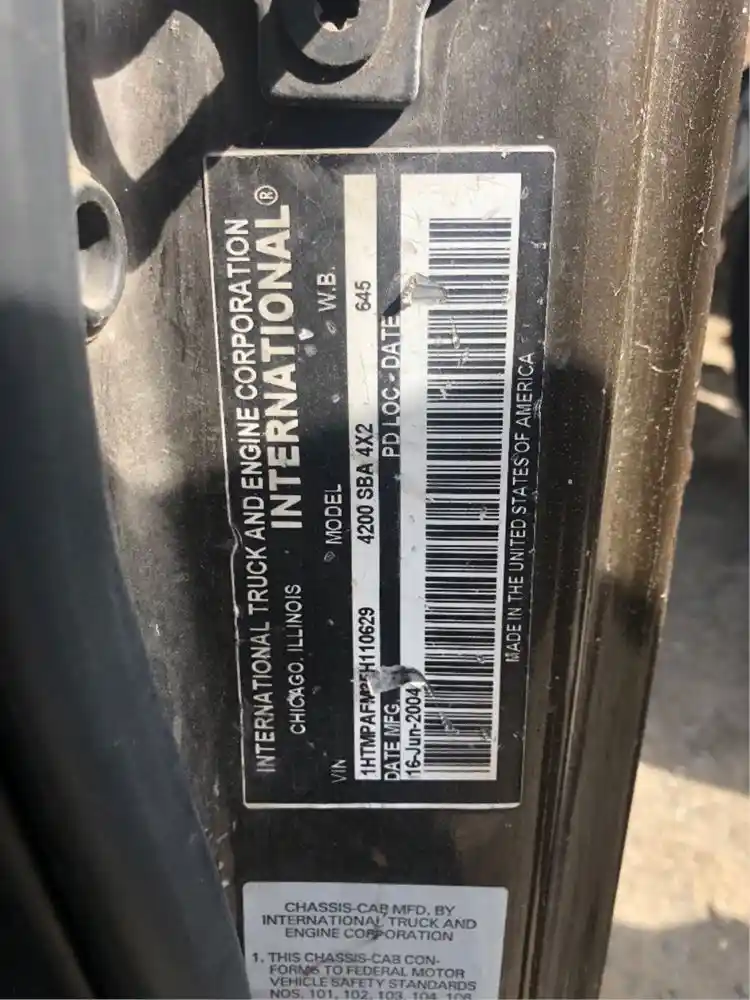 INTERNATIONAL TRUCK AND ENGINE CORPORATION
CHICAGO, ILLINOIS
INTERNATIONAL®
VIN MODEL W.B.
4200 SBA 4X2 645
DATE MFG. PD LOC - DATE
16-Jun-2004
MADE IN THE UNITED STATES OF AMERICA
CHASSIS-CAB MFD. BY
INTERNATIONAL TRUCK AND
ENGINE CORPORATION
1. THIS CHASSIS-CAB CON-
FORMS TO FEDERAL MOTOR
VEHICLE SAFETY STANDARDS
NOS. 101, 102, 103, 104,